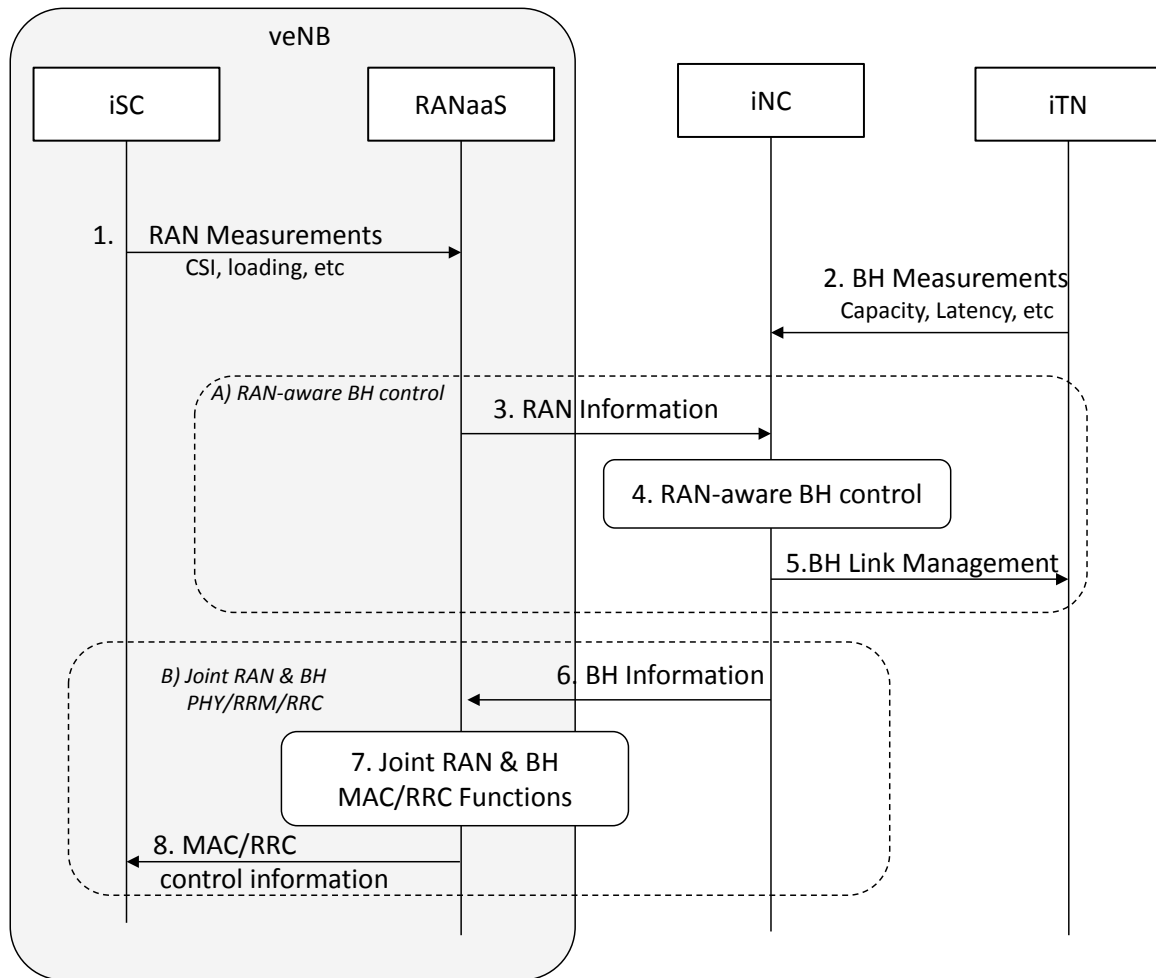 veNB
iSC
RANaaS
iNC
iTN
1. RAN Measurements
CSI, loading, etc
2. BH Measurements
Capacity, Latency, etc
A) RAN-aware BH control
3. RAN Information
4. RAN-aware BH control
5.BH Link Management
B) Joint RAN & BH
PHY/RRM/RRC
6. BH Information
7. Joint RAN & BH
MAC/RRC Functions
8. MAC/RRC
control information